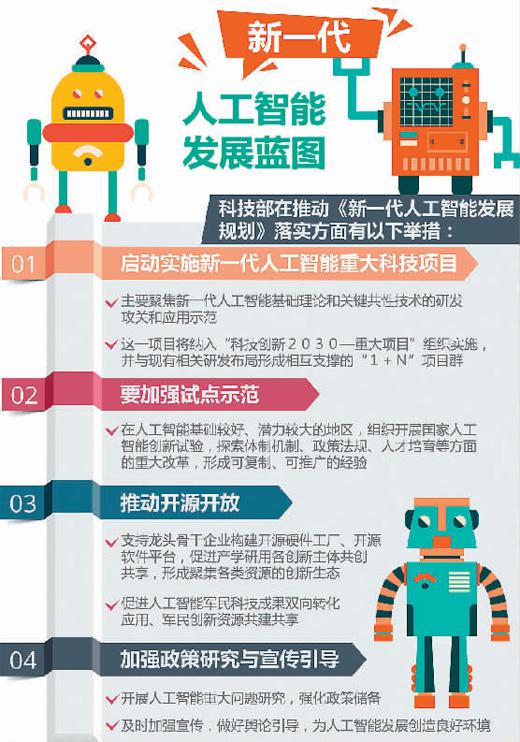 新一代
人工智能
发展蓝图
科技部在推动《新一代人工智能发展
规划》落实方面有以下举措：
01 启动实施新一代人工智能重大科技项目
主要聚焦新一代人工智能基础理论和关键共性技术的研发
攻关和应用示范
这一项目将纳入“科技创新2030—重大项目”组织实施，
并与现有相关研发布局形成相互支撑的“1+N”项目群
02 要加强试点示范
在人工智能基础较好、潜力较大的地区，组织开展国家人工
智能创新试验，探索体制机制、政策法规、人才培育等方面
的重大改革，形成可复制、可推广的经验
03 推动开源开放
支持龙头骨干企业构建开源硬件工厂、开源
软件平台，促进产学研用各创新主体共创
共享，形成聚集各类资源的创新生态
促进人工智能军民科技成果双向转化
应用、军民创新资源共建共享
04 加强政策研究与宣传引导
开展人工智能重大问题研究，强化政策储备
及时加强宣传，做好舆论引导，为人工智能发展创造良好环境